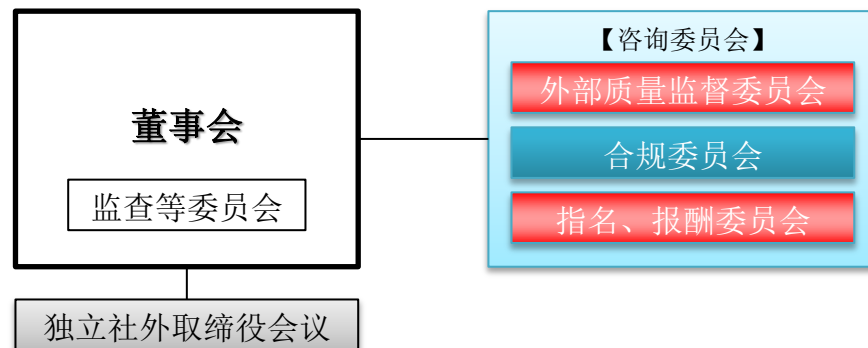 董事会
监查等委员会
独立社外取缔役会议
【咨询委员会】
外部质量监督委员会
合规委员会
指名、报酬委员会